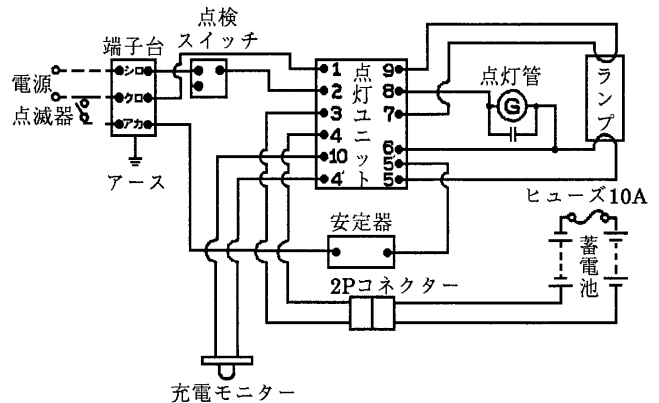 点検
スイッチ
端子台
電源
点滅器
シロ
クロ
アカ
アース
1
2
3
4
10
4'
点灯ユニット
9
8
7
6
5'
5
点灯管
G
ランプ
ヒューズ10A
安定器
蓄電池
2Pコネクター
充電モニター